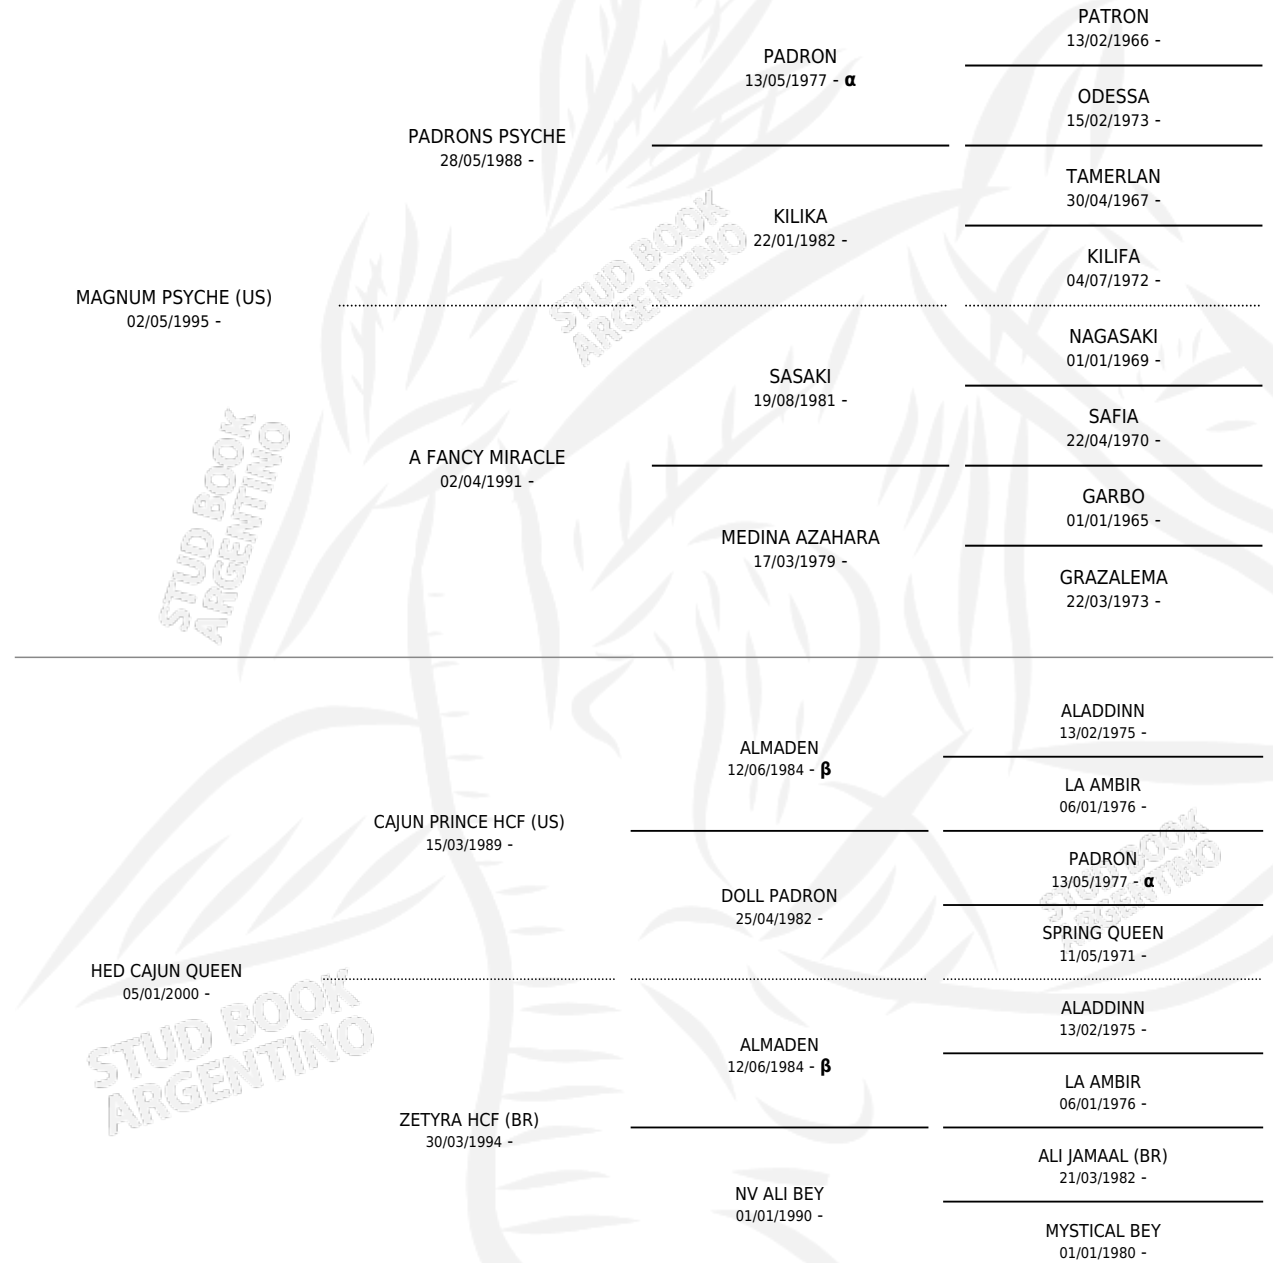 PATRON
13/02/1966 -
PADRON
13/05/1977 - α
ODESSA
15/02/1973 -
PADRONS PSYCHE
28/05/1988 -
TAMERLAN
30/04/1967 -
KILIKA
22/01/1982 -
KILIFA
04/07/1972 -
STUD BOOK
ARGENTINO
MAGNUM PSYCHE (US)
02/05/1995 -
NAGASAKI
01/01/1969 -
SASAKI
19/08/1981 -
SAFIA
22/04/1970 -
A FANCY MIRACLE
02/04/1991 -
GARBO
01/01/1965 -
MEDINA AZAHARA
17/03/1979 -
GRAZALEMA
22/03/1973 -
STUD BOOK
ARGENTINO
ALADDINN
13/02/1975 -
ALMADEN
12/06/1984 - β
LA AMBIR
06/01/1976 -
CAJUN PRINCE HCF (US)
15/03/1989 -
PADRON
13/05/1977 - α
DOLL PADRON
25/04/1982 -
SPRING QUEEN
11/05/1971 -
STUD BOOK
ARGENTINO
HED CAJUN QUEEN
05/01/2000 -
STUD BOOK
ARGENTINO
ALADDINN
13/02/1975 -
ALMADEN
12/06/1984 - β
LA AMBIR
06/01/1976 -
ZETYRA HCF (BR)
30/03/1994 -
ALI JAMAAL (BR)
21/03/1982 -
NV ALI BEY
01/01/1990 -
MYSTICAL BEY
01/01/1980 -